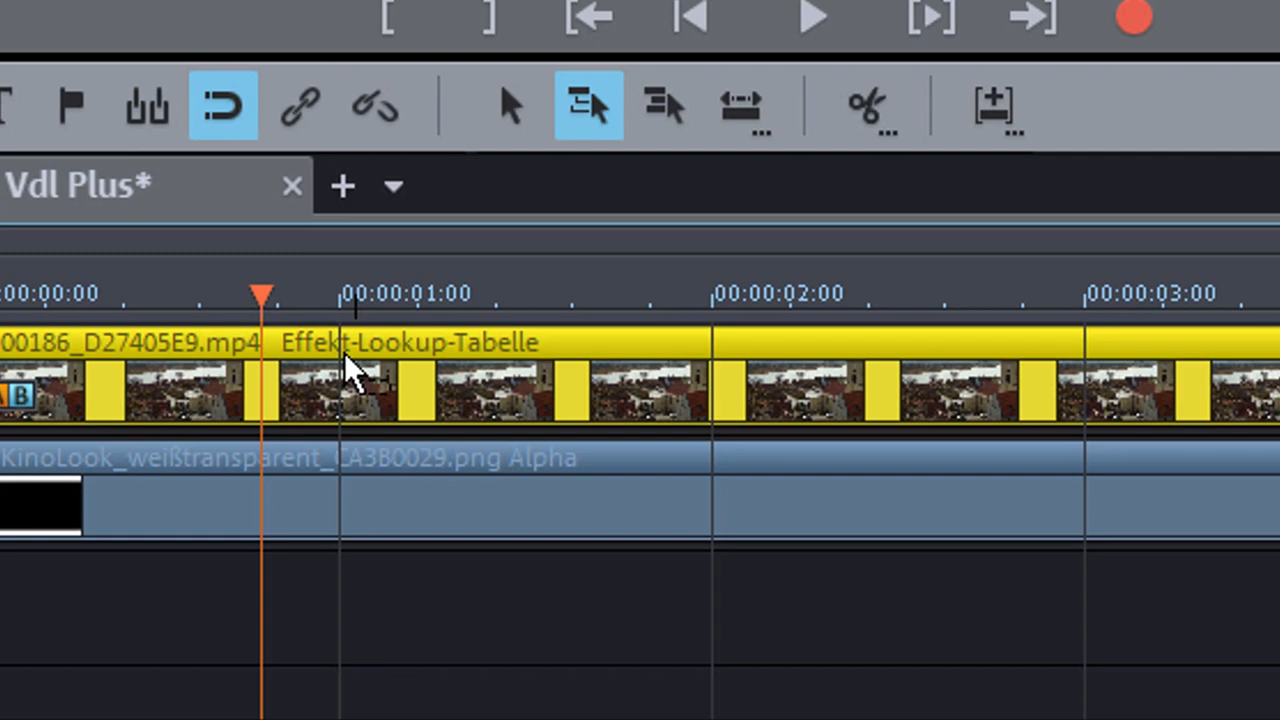 Vdl Plus*
:00:00:00 00:00:01:00 00:00:02:00 00:00:03:00
00186_D27405E9.mp4 Effekt-Lookup-Tabelle
B
KinoLook_weißtransparent_CA3B0029.png Alpha